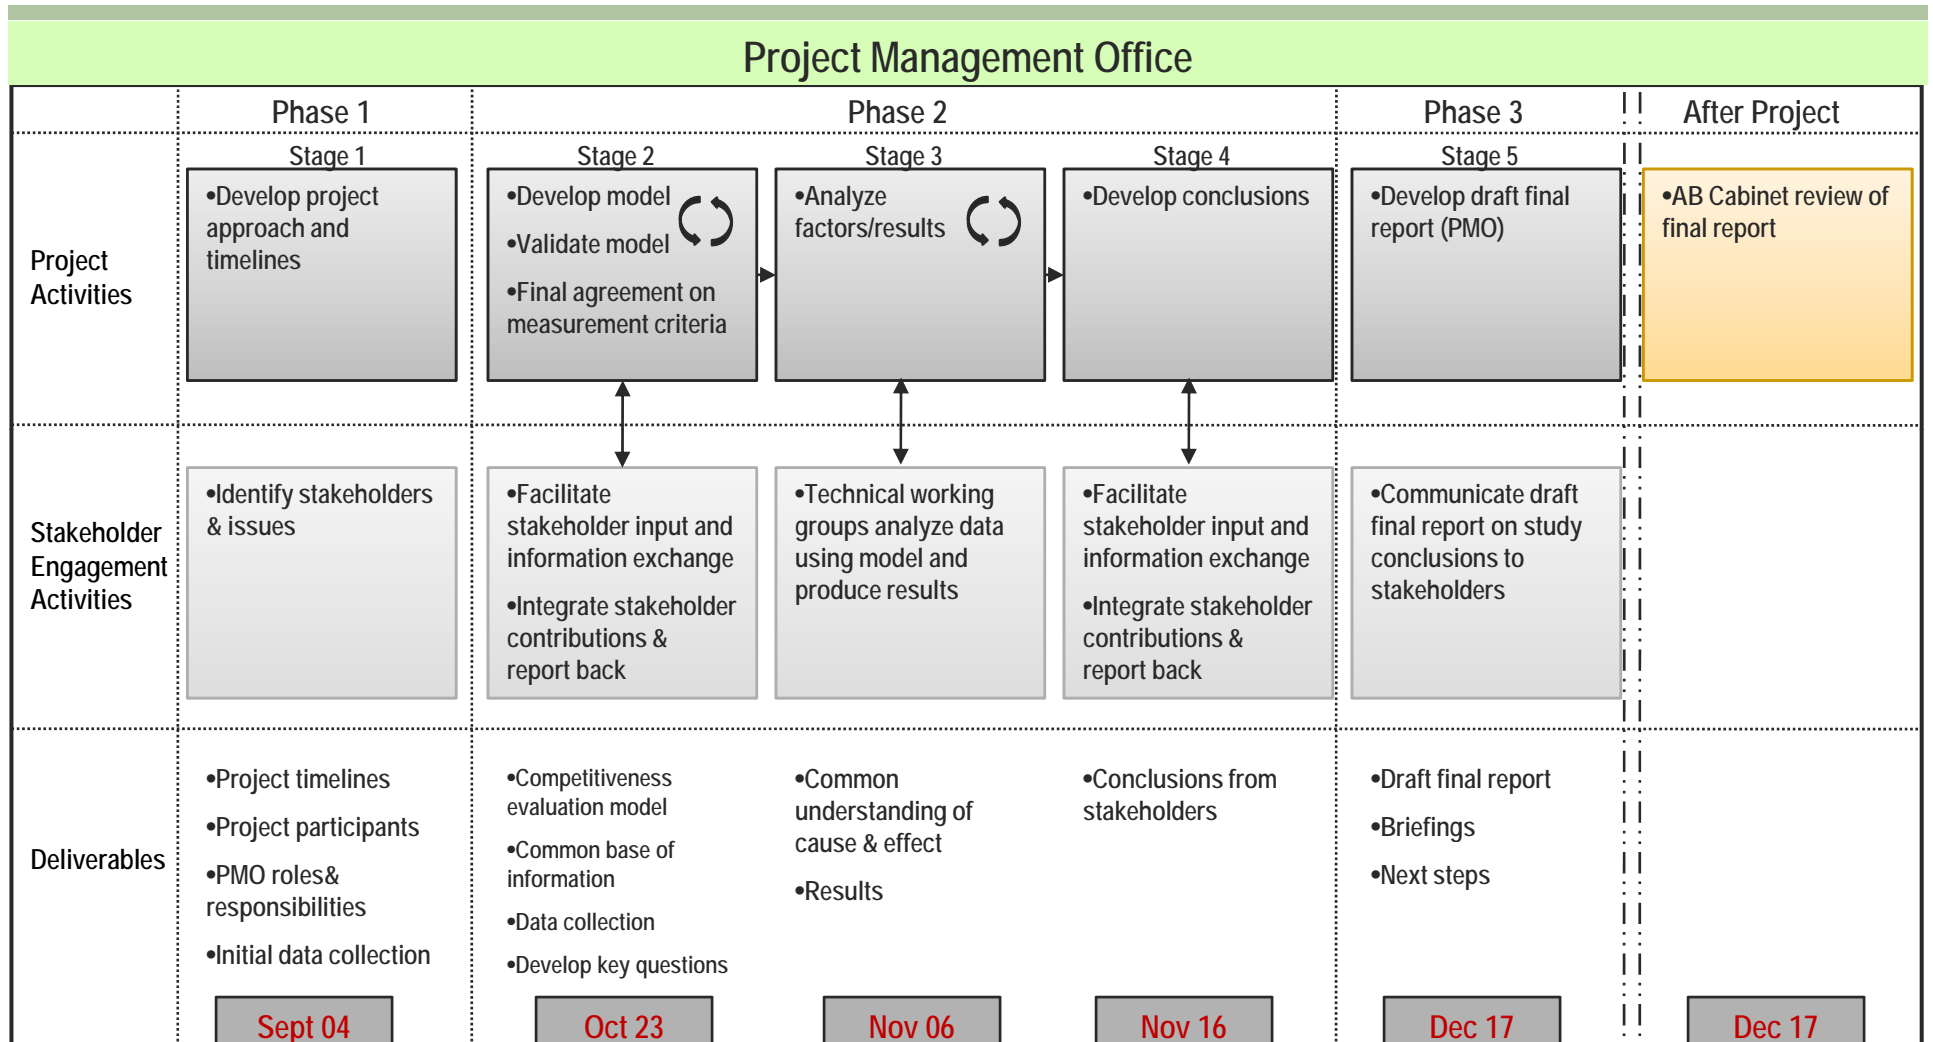 Project Management Office
Phase 1
Phase 2
Phase 3
After Project
Stage 1
Stage 2
Stage 3
Stage 4
Stage 5
Project
Activities
•Develop project
approach and
timelines
•Develop model
•Validate model
•Final agreement on
measurement criteria
•Analyze
factors/results
•Develop conclusions
•Develop draft final
report (PMO)
•AB Cabinet review of
final report
Stakeholder
Engagement
Activities
•Identify stakeholders
& issues
•Facilitate
stakeholder input and
information exchange
•Integrate stakeholder
contributions &
report back
•Technical working
groups analyze data
using model and
produce results
•Facilitate
stakeholder input and
information exchange
•Integrate stakeholder
contributions &
report back
•Communicate draft
final report on study
conclusions to
stakeholders
Deliverables
•Project timelines
•Project participants
•PMO roles&
responsibilities
•Initial data collection
•Competitiveness
evaluation model
•Common base of
information
•Data collection
•Develop key questions
•Common
understanding of
cause & effect
•Results
•Conclusions from
stakeholders
•Draft final report
•Briefings
•Next steps
Sept 04
Oct 23
Nov 06
Nov 16
Dec 17
Dec 17